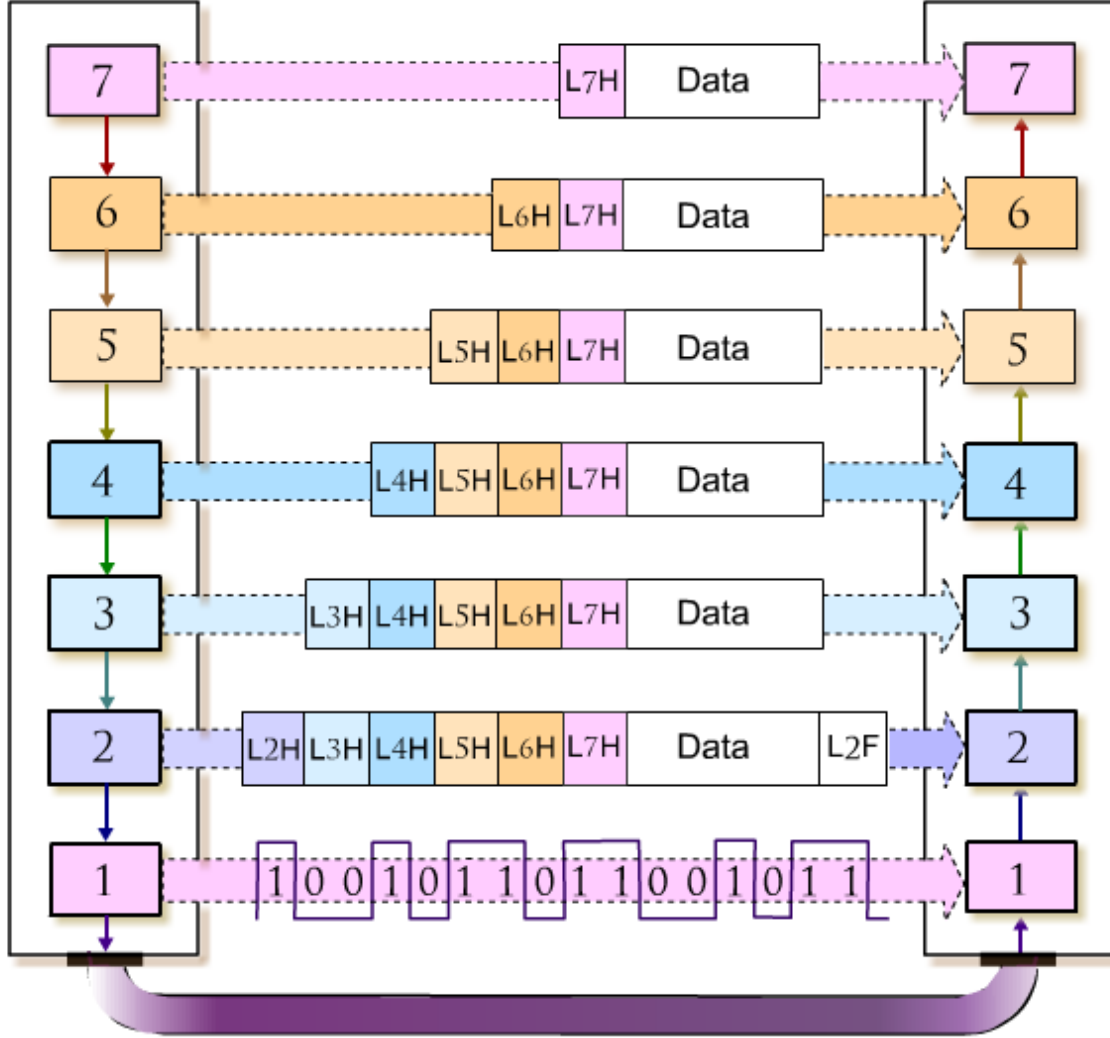 7 L7H Data 7
6 L6H L7H Data 6
5 L5H L6H L7H Data 5
4 L4H L5H L6H L7H Data 4
3 L3H L4H L5H L6H L7H Data 3
2 L2H L3H L4H L5H L6H L7H Data L2F 2
1 1 0 0 1 0 1 1 0 1 1 0 0 1 0 1 1 1